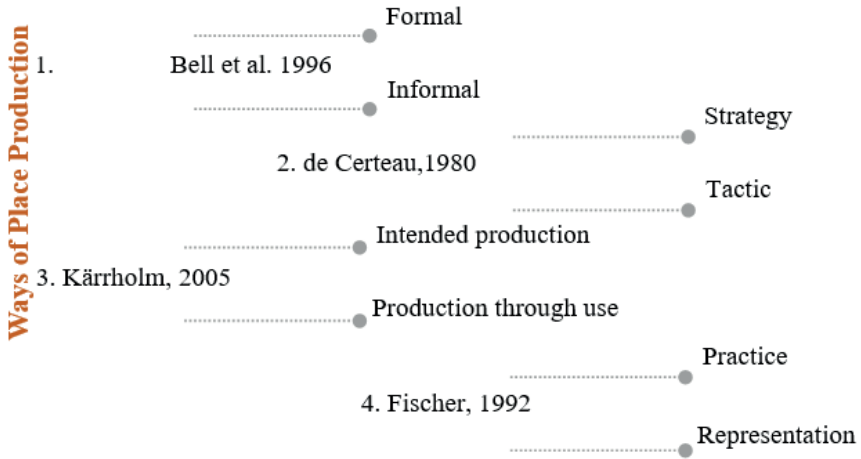 Ways of Place Production
Formal
1. Bell et al. 1996
Informal
Strategy
2. de Certeau,1980
Tactic
Intended production
3. Kärrholm, 2005
Production through use
Practice
4. Fischer, 1992
Representation